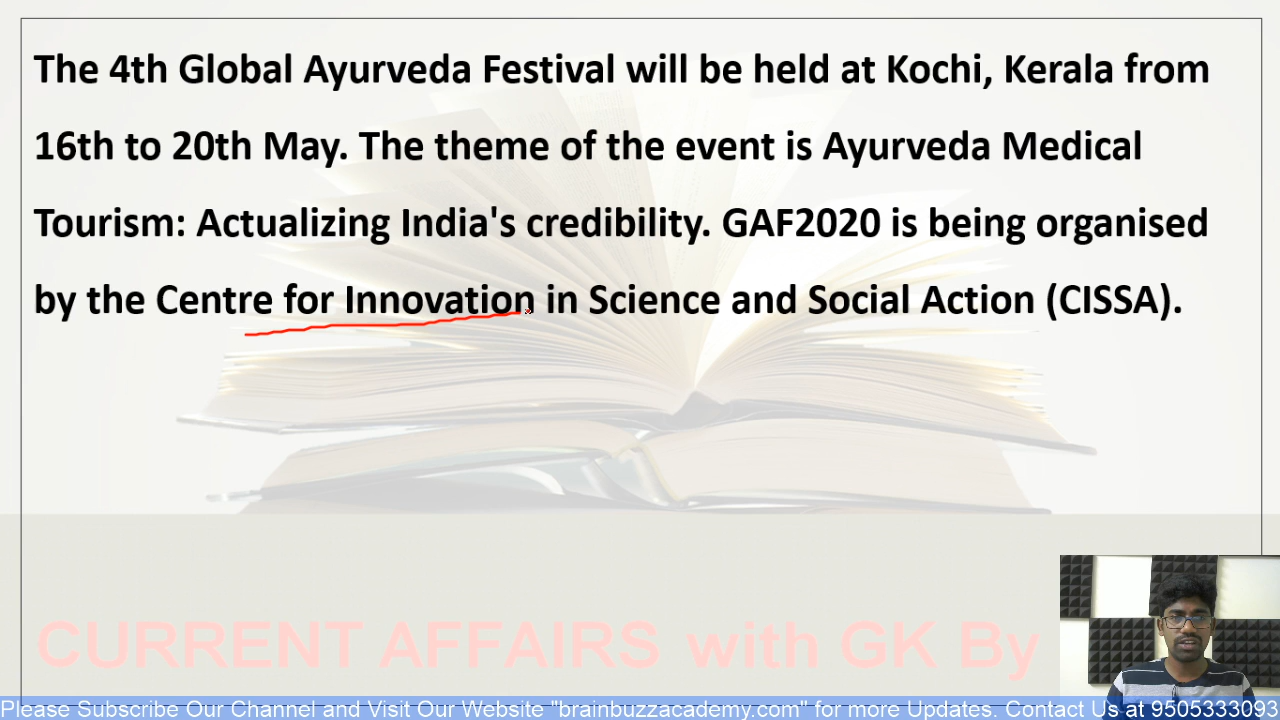 The 4th Global Ayurveda Festival will be held at Kochi, Kerala from
16th to 20th May. The theme of the event is Ayurveda Medical
Tourism: Actualizing India's credibility. GAF2020 is being organised
by the Centre for Innovation in Science and Social Action (CISSA).
CURRENT AFFAIRS with GK By
Please Subscribe Our Channel and Visit Our Website "brainbuzzacademy.com" for more Updates. Contact Us at 9505333093